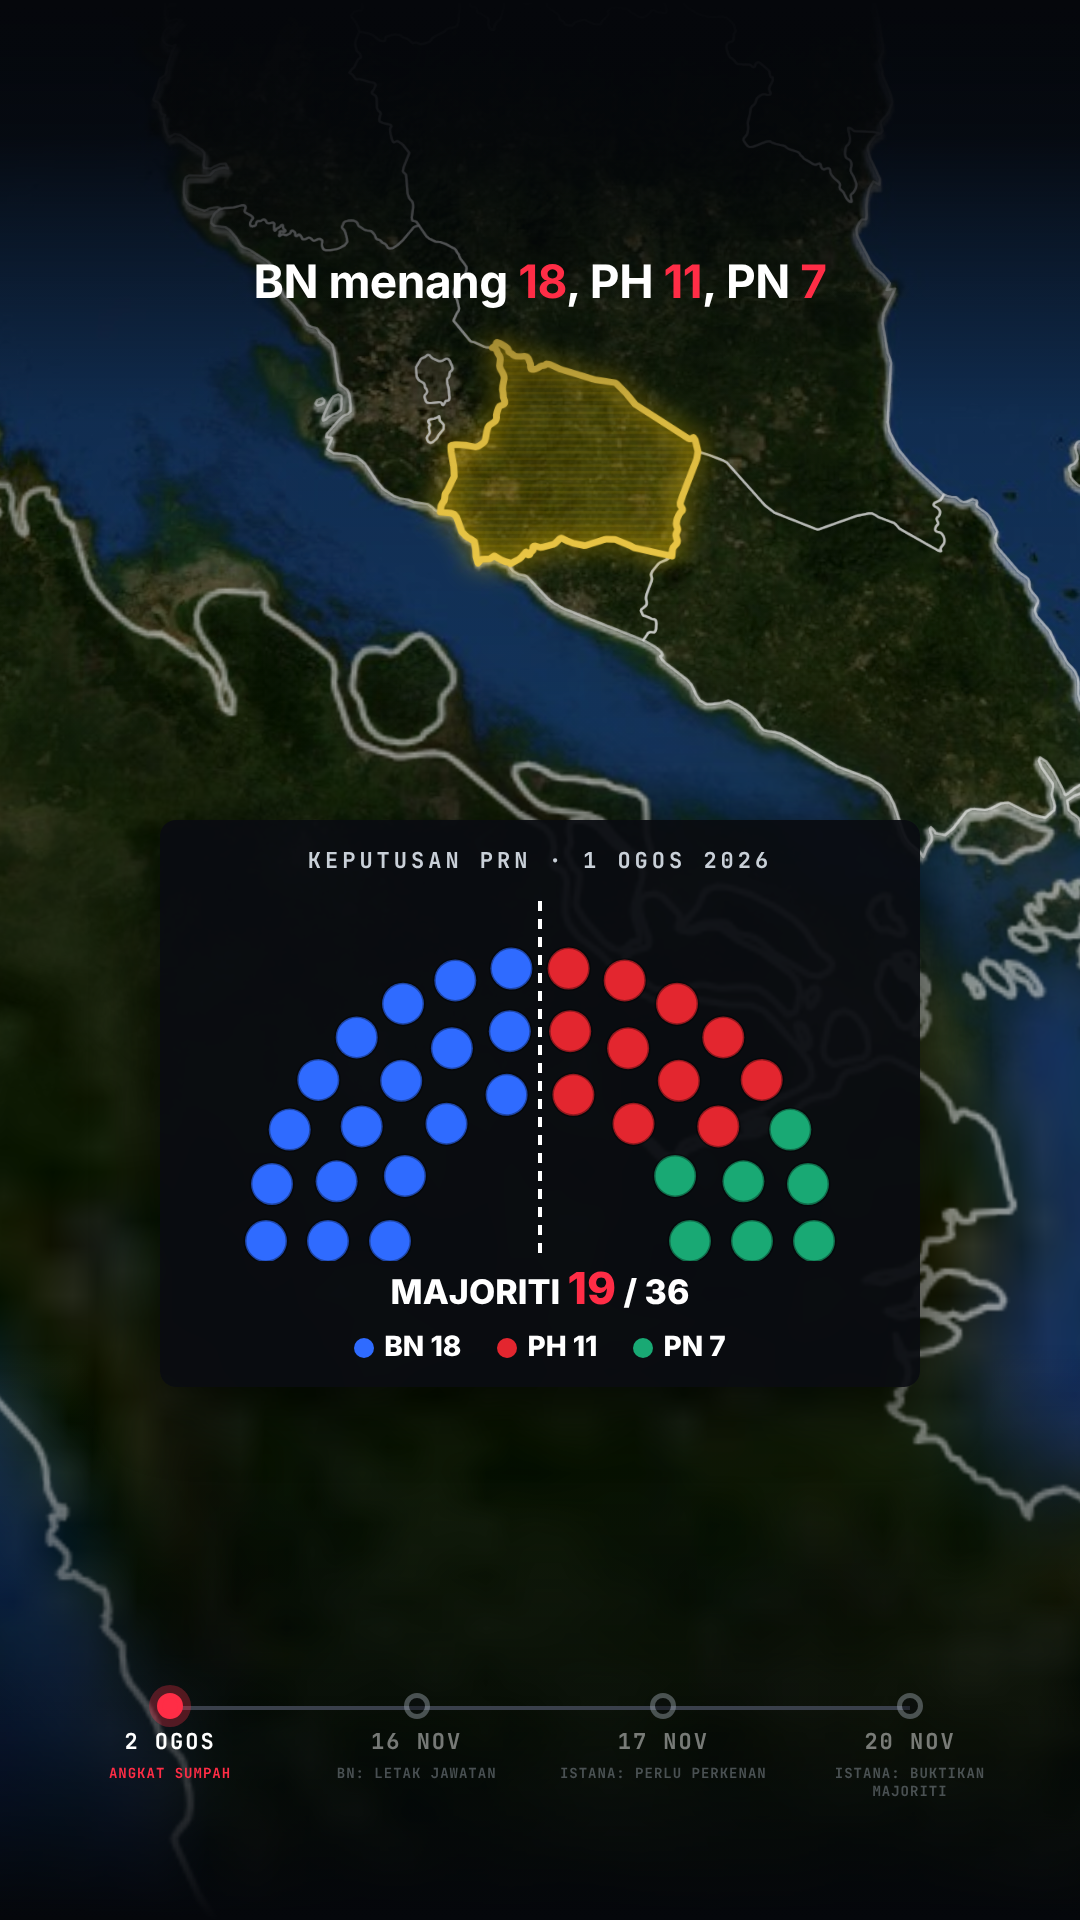 BN menang 18, PH 11, PN 7
KEPUTUSAN PRN · 1 OGOS 2026
MAJORITI 19 / 36
BN 18 PH 11 PN 7
2 OGOS
ANGKAT SUMPAH
16 NOV
BN: LETAK JAWATAN
17 NOV
ISTANA: PERLU PERKENAN
20 NOV
ISTANA: BUKTIKAN
MAJORITI